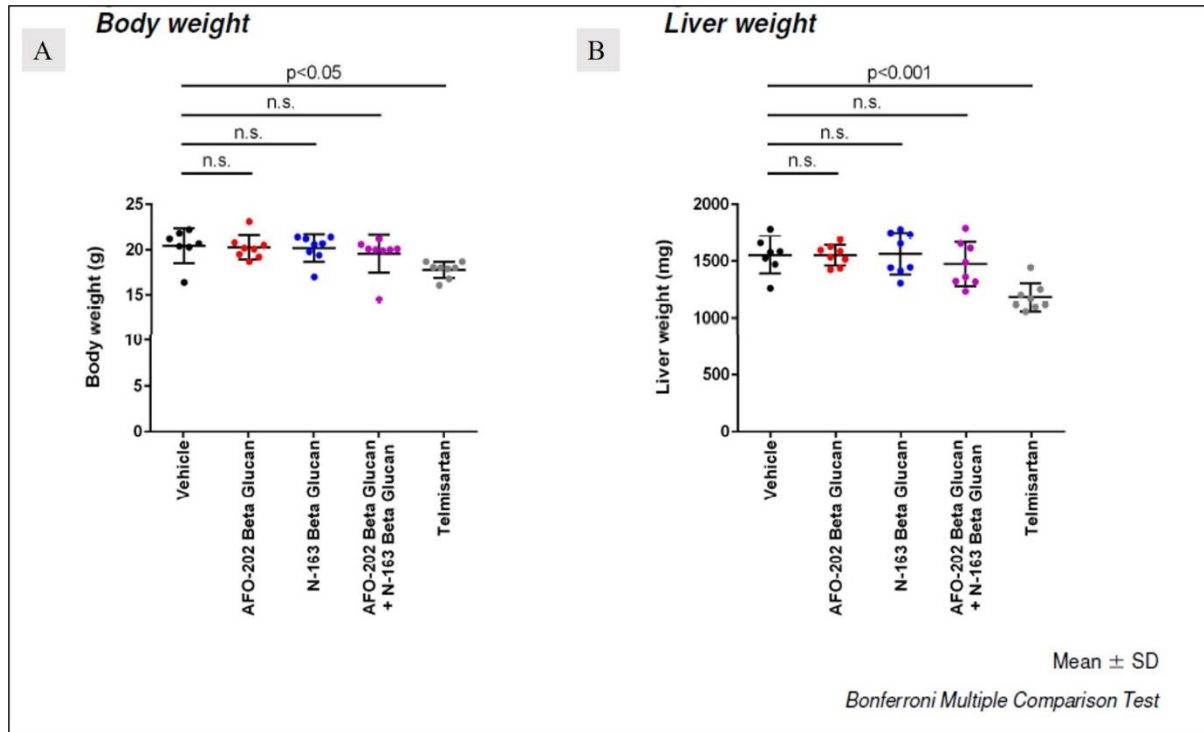 Body weight
A
p<0.05
n.s.
n.s.
n.s.
25
20
15
10
5
0
Body weight (g)
Vehicle
AFO-202 Beta Glucan
N-163 Beta Glucan
AFO-202 Beta Glucan
+ N-163 Beta Glucan
Telmisartan
Liver weight
B
p<0.001
n.s.
n.s.
n.s.
2000
1500
1000
500
0
Liver weight (mg)
Vehicle
AFO-202 Beta Glucan
N-163 Beta Glucan
AFO-202 Beta Glucan
+ N-163 Beta Glucan
Telmisartan
Mean ± SD
Bonferroni Multiple Comparison Test